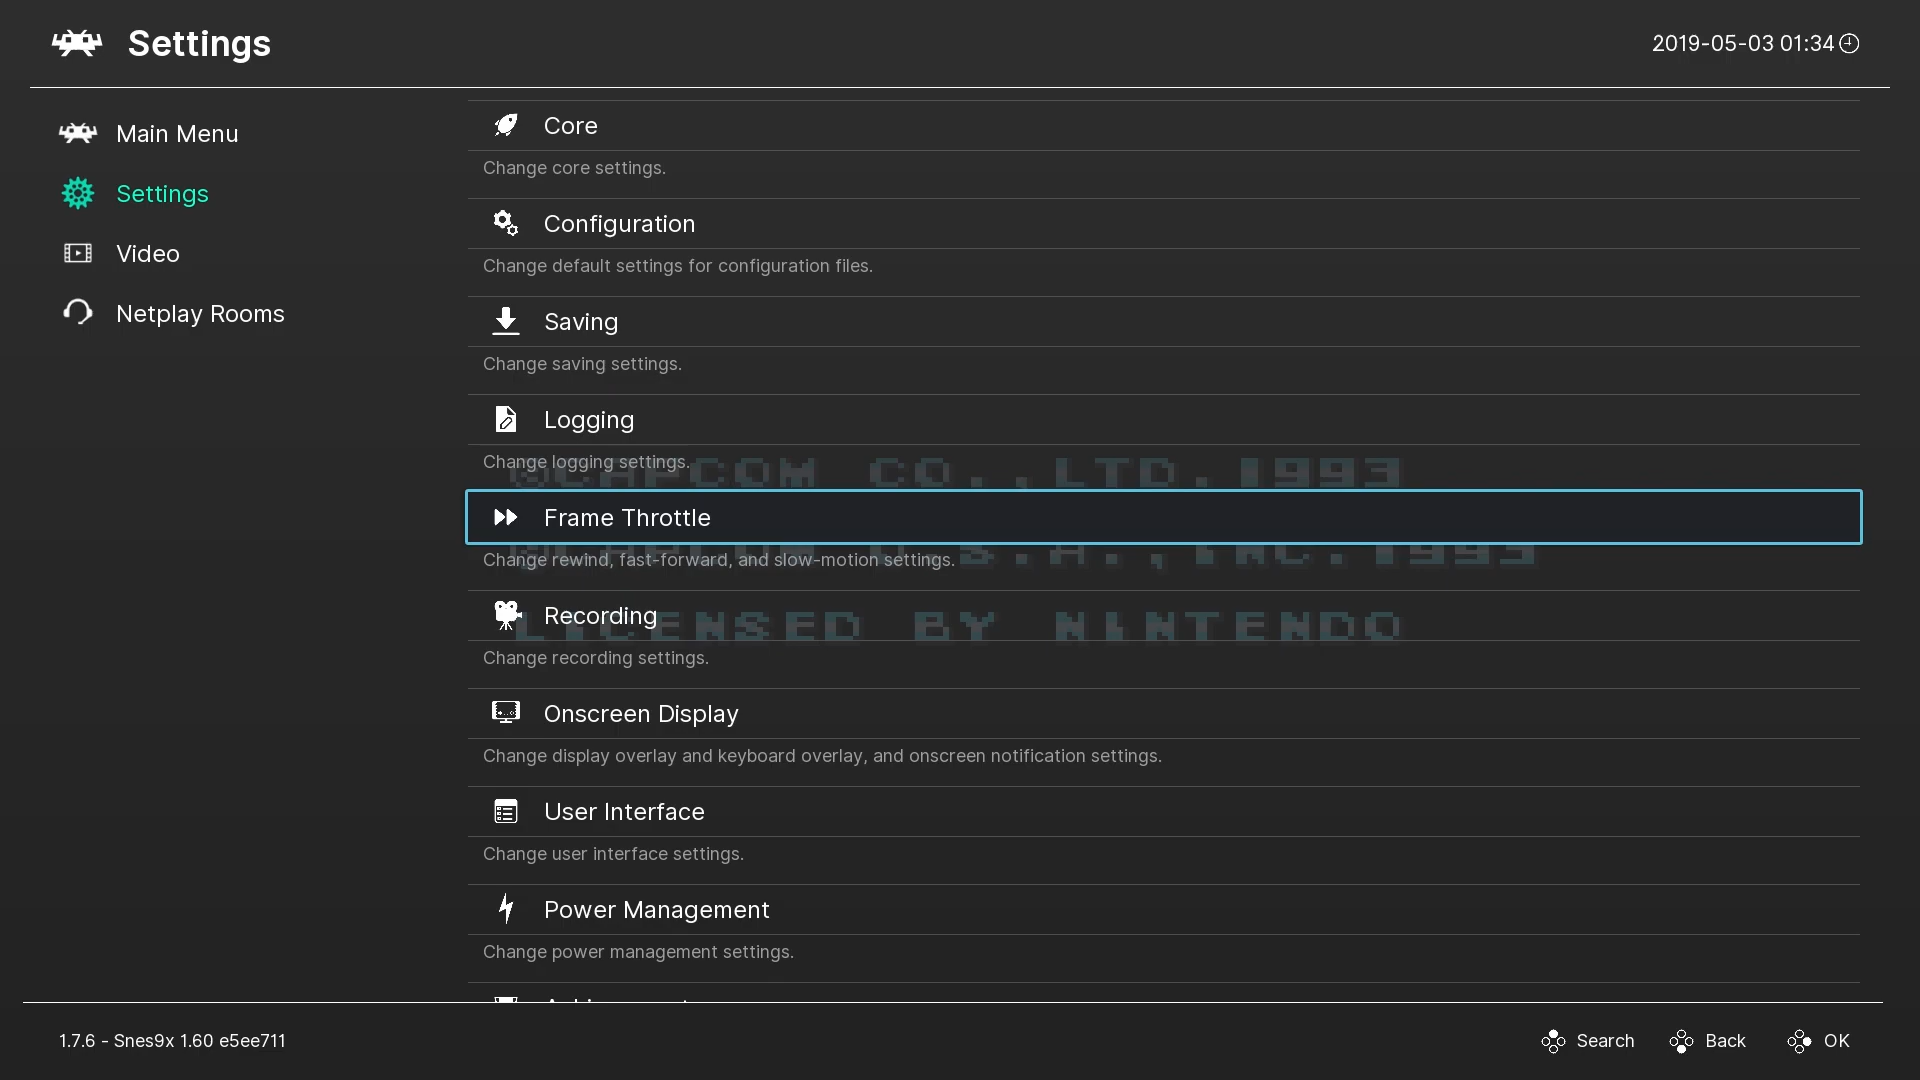 Settings
2019-05-03 01:34
Main Menu
Settings
Video
Netplay Rooms
Core
Change core settings.
Configuration
Change default settings for configuration files.
Saving
Change saving settings.
Logging
Change logging settings.
©CAPCOM CO.,LTD.1993
Frame Throttle
©CAPCOM U.S.A.,INC.1993
Change rewind, fast-forward, and slow-motion settings.
Recording
LICENSED BY NINTENDO
Change recording settings.
Onscreen Display
Change display overlay and keyboard overlay, and onscreen notification settings.
User Interface
Change user interface settings.
Power Management
Change power management settings.
1.7.6 - Snes9x 1.60 e5ee711
Search Back OK